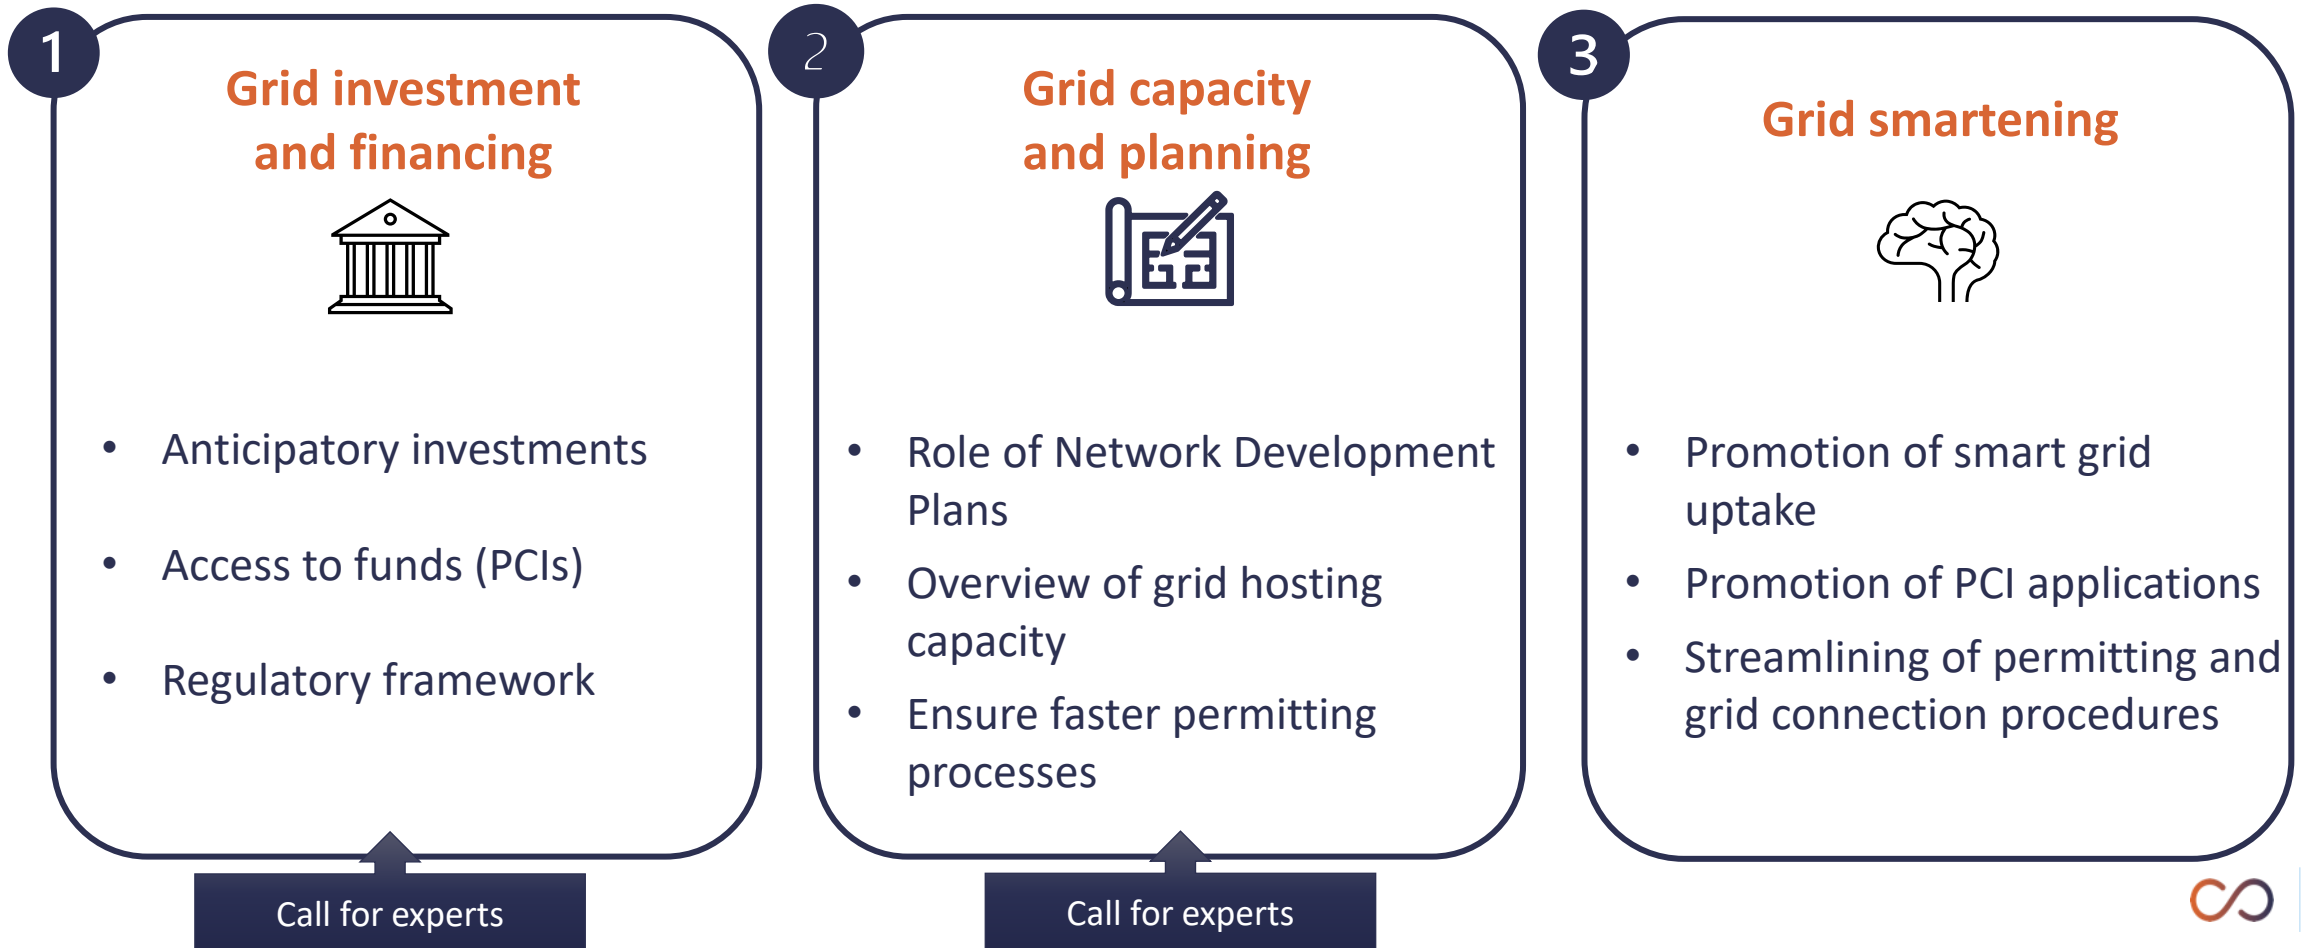 1
Grid investment
and financing
• Anticipatory investments
• Access to funds (PCIs)
• Regulatory framework
Call for experts
2
Grid capacity
and planning
• Role of Network Development
Plans
• Overview of grid hosting
capacity
• Ensure faster permitting
processes
Call for experts
3
Grid smartening
• Promotion of smart grid
uptake
• Promotion of PCI applications
• Streamlining of permitting and
grid connection procedures